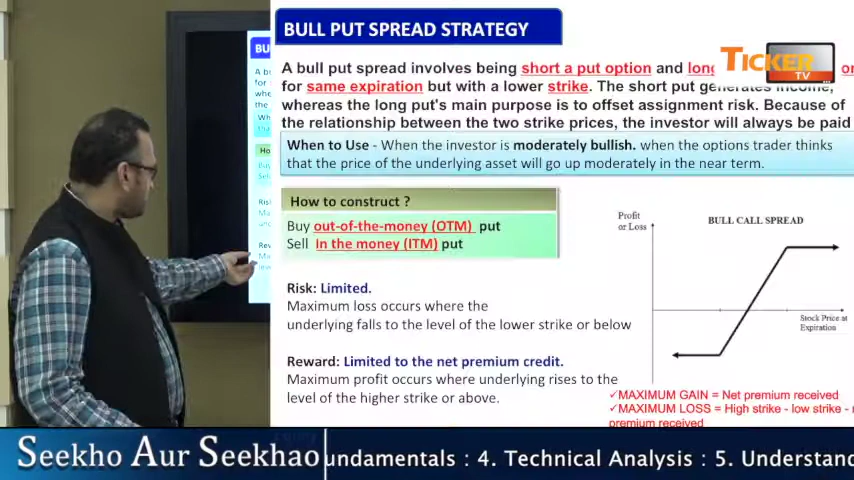 BULL PUT SPREAD STRATEGY
TICKER
TV
A bull put spread involves being short a put option and
for same expiration but with a lower strike. The short put generates income,
whereas the long put's main purpose is to offset assignment risk. Because of
the relationship between the two strike prices, the investor will always be paid
When to Use - When the investor is moderately bullish. when the options trader thinks
that the price of the underlying asset will go up moderately in the near term.
How to construct ?
Buy out-of-the-money (OTM) put
Sell In the money (ITM) put
Risk: Limited.
Maximum loss occurs where the
underlying falls to the level of the lower strike or below
Reward: Limited to the net premium credit.
Maximum profit occurs where underlying rises to the
level of the higher strike or above.
Profit
or Loss
BULL CALL SPREAD
Stock Price at
Expiration
✓MAXIMUM GAIN = Net premium received
✓MAXIMUM LOSS = High strike - low strike -
premium received
Seekho Aur Seekhao
undamentals : 4. Technical Analysis : 5. Understand